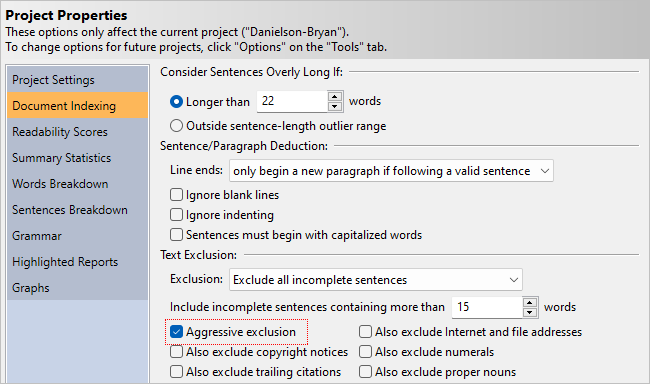 Project Properties
These options only affect the current project ("Danielson-Bryan").
To change options for future projects, click "Options" on the "Tools" tab.
Project Settings
Document Indexing
Readability Scores
Summary Statistics
Words Breakdown
Sentences Breakdown
Grammar
Highlighted Reports
Graphs
Consider Sentences Overly Long If:
Longer than 22 words
Outside sentence-length outlier range
Sentence/Paragraph Deduction:
Line ends: only begin a new paragraph if following a valid sentence
Ignore blank lines
Ignore indenting
Sentences must begin with capitalized words
Text Exclusion:
Exclusion: Exclude all incomplete sentences
Include incomplete sentences containing more than 15 words
Aggressive exclusion Also exclude Internet and file addresses
Also exclude copyright notices Also exclude numerals
Also exclude trailing citations Also exclude proper nouns